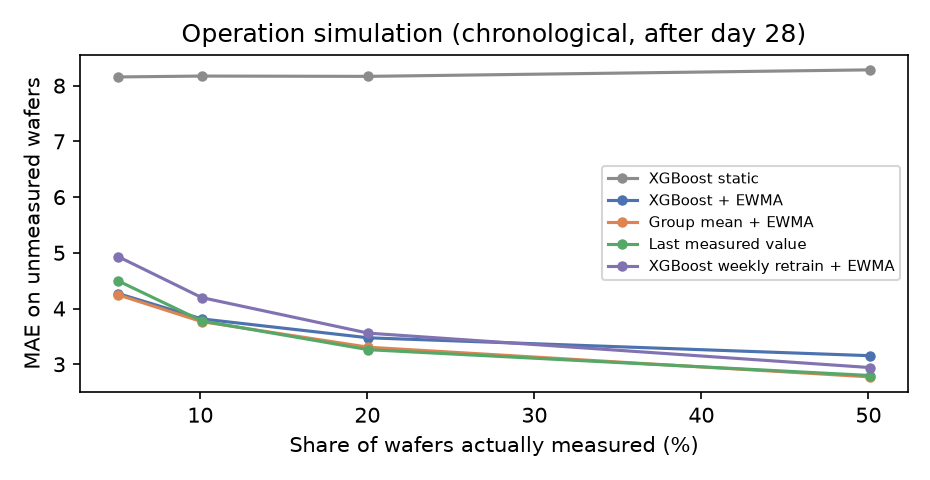 Operation simulation (chronological, after day 28)
MAE on unmeasured wafers
8
7
6
5
4
3
XGBoost static
XGBoost + EWMA
Group mean + EWMA
Last measured value
XGBoost weekly retrain + EWMA
10 20 30 40 50
Share of wafers actually measured (%)